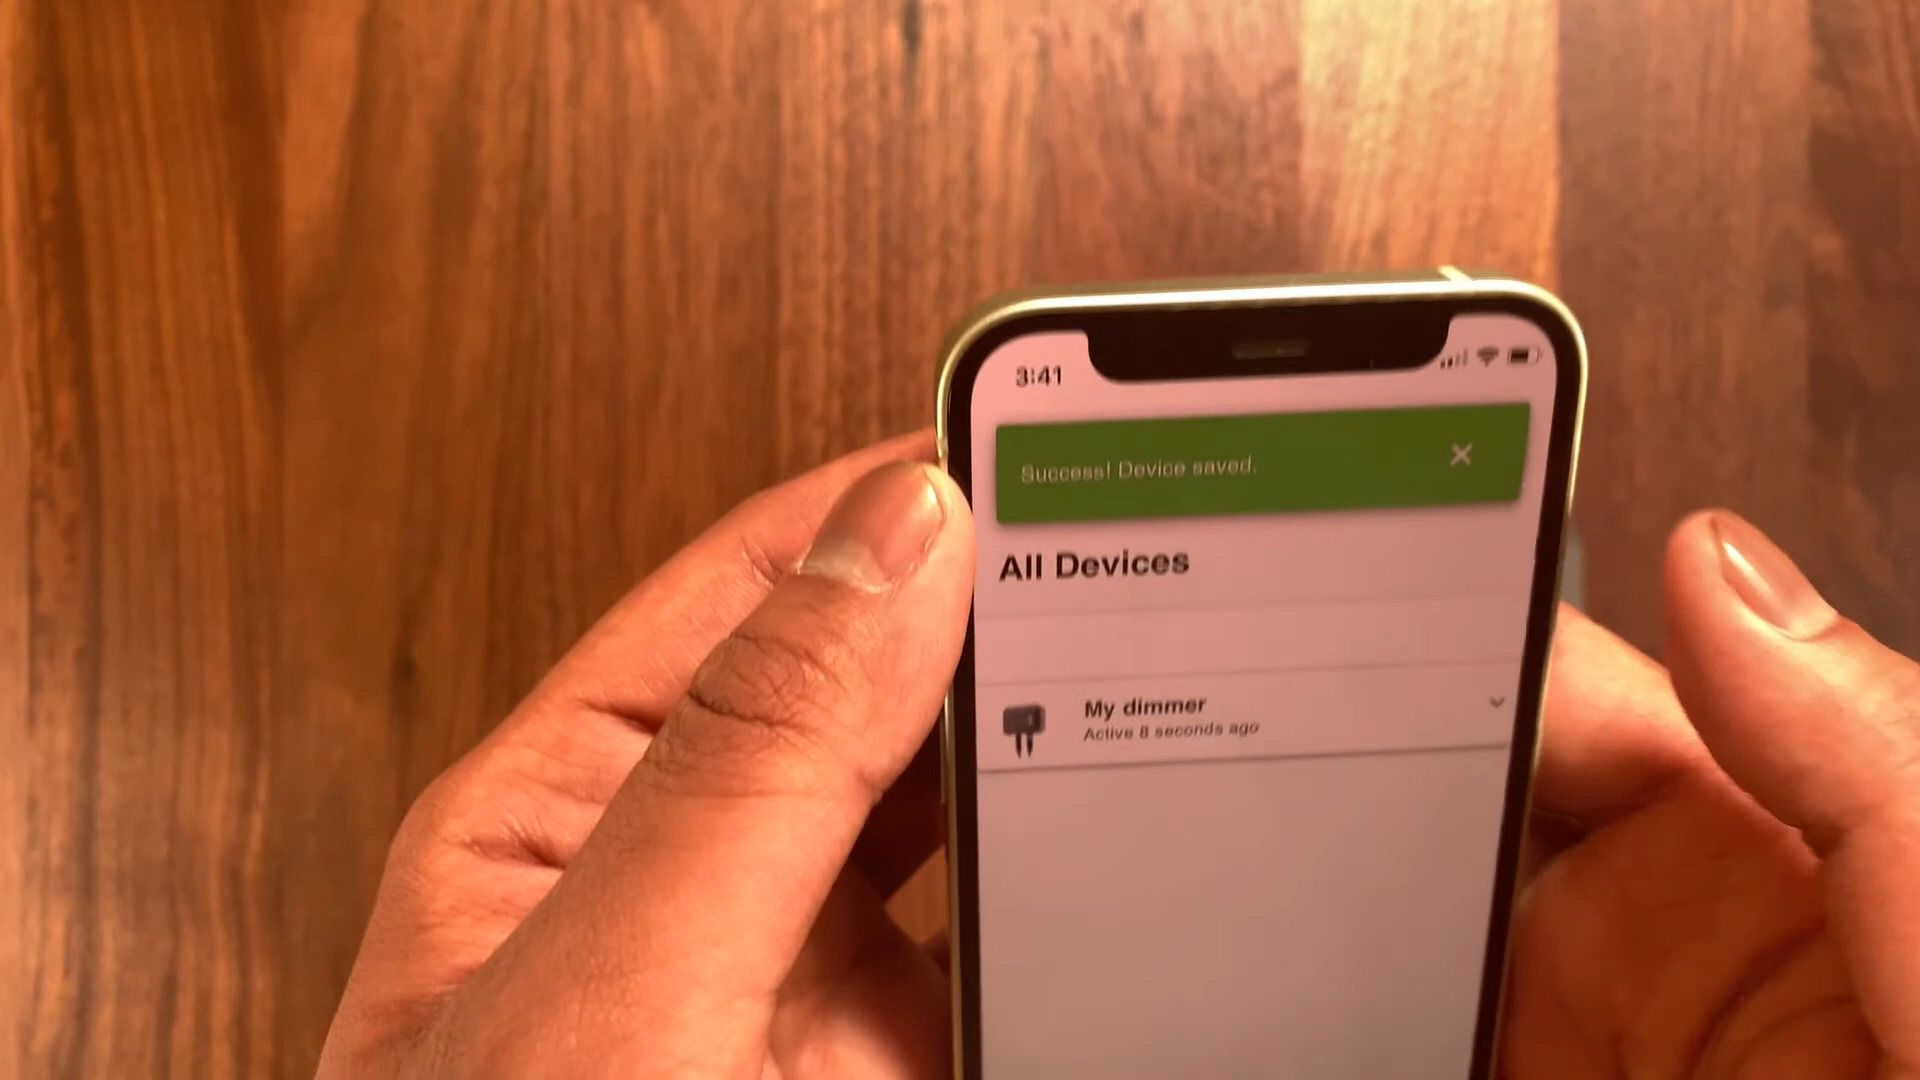 3:41
Success! Device saved.
All Devices
My dimmer
Active 8 seconds ago